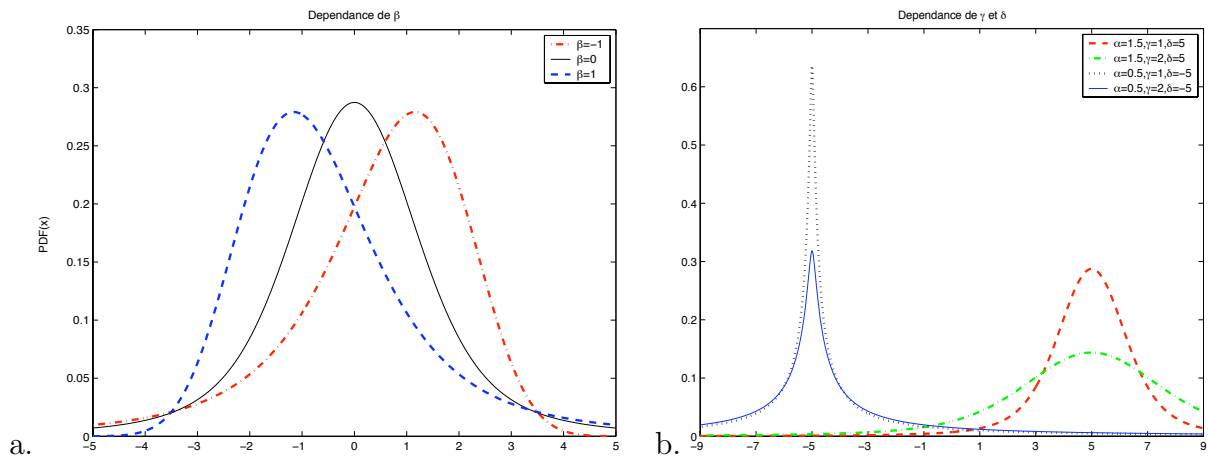 Dependance de β
0.35
0.3
0.25
0.2
0.15
0.1
0.05
0
PDF(x)
β=−1
β=0
β=1
−5 −4 −3 −2 −1 0 1 2 3 4 5
a.
Dependance de γ et δ
0.6
0.5
0.4
0.3
0.2
0.1
0
α=1.5,γ=1,δ=5
α=1.5,γ=2,δ=5
α=0.5,γ=1,δ=−5
α=0.5,γ=2,δ=−5
−9 −7 −5 −3 −1 1 3 5 7 9
b.